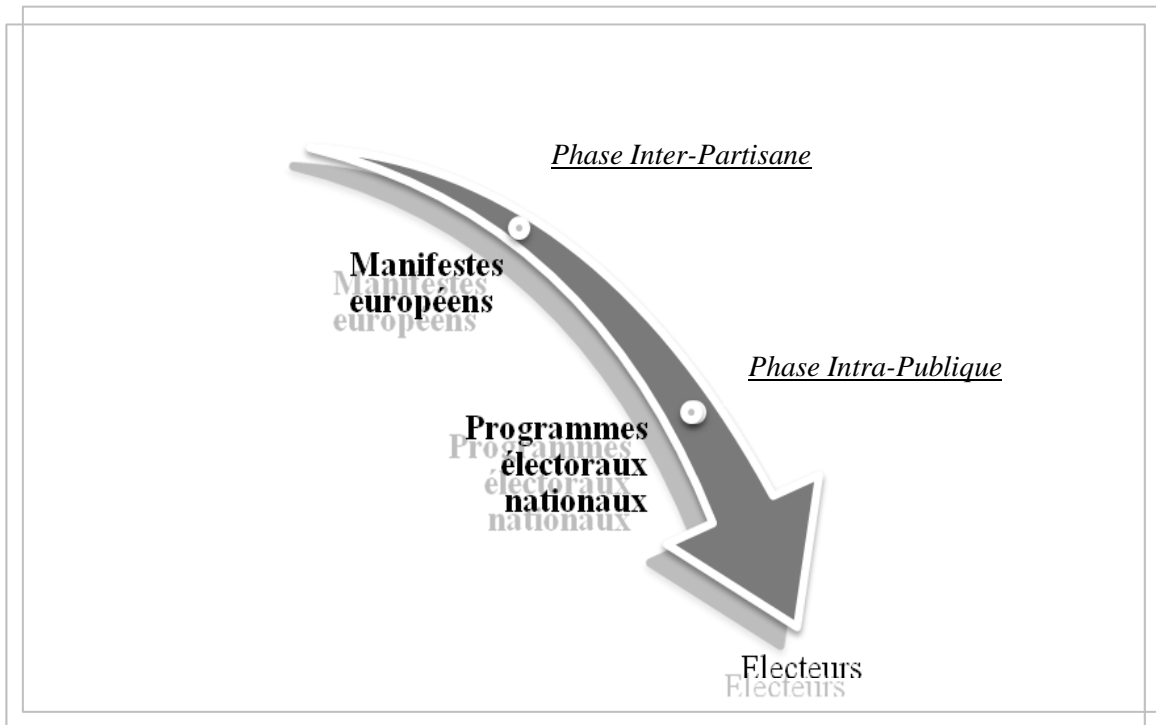 Phase Inter-Partisane
Manifestes
européens
Phase Intra-Publique
Programmes
électoraux
nationaux
Electeurs